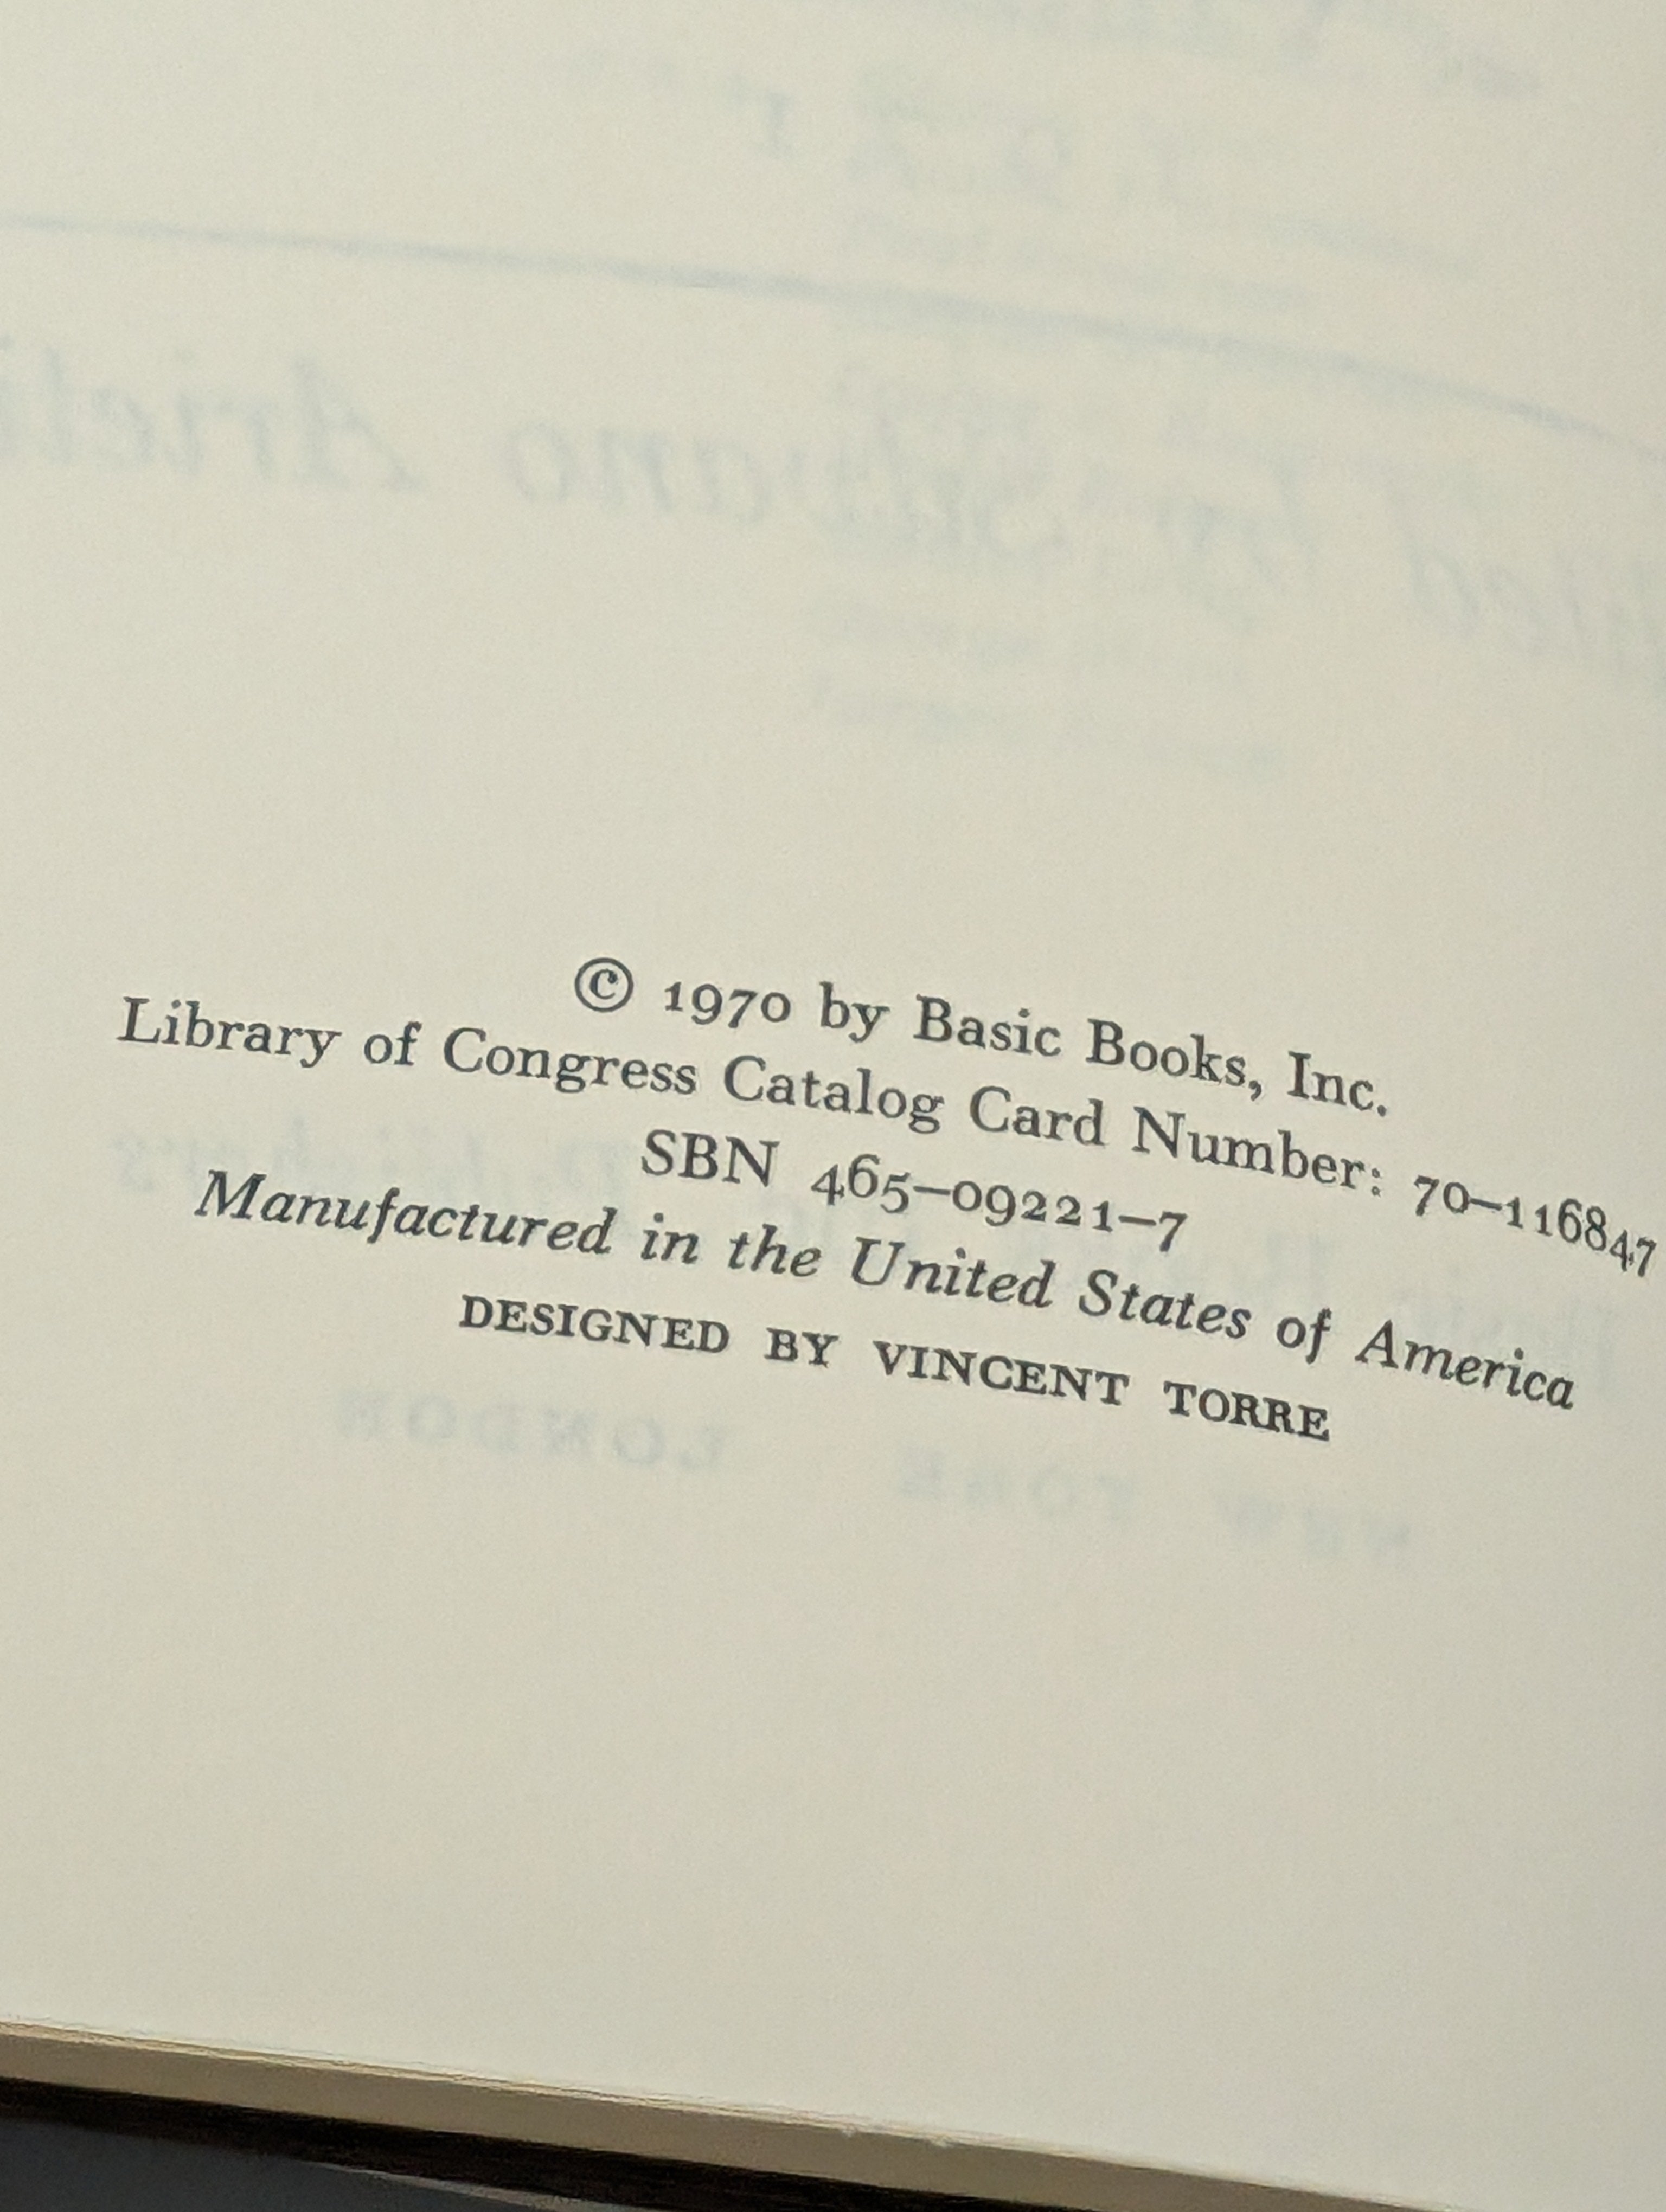 © 1970 by Basic Books, Inc.
Library of Congress Catalog Card Number: 70–116847
SBN 465–09221–7
Manufactured in the United States of America
DESIGNED BY VINCENT TORRE